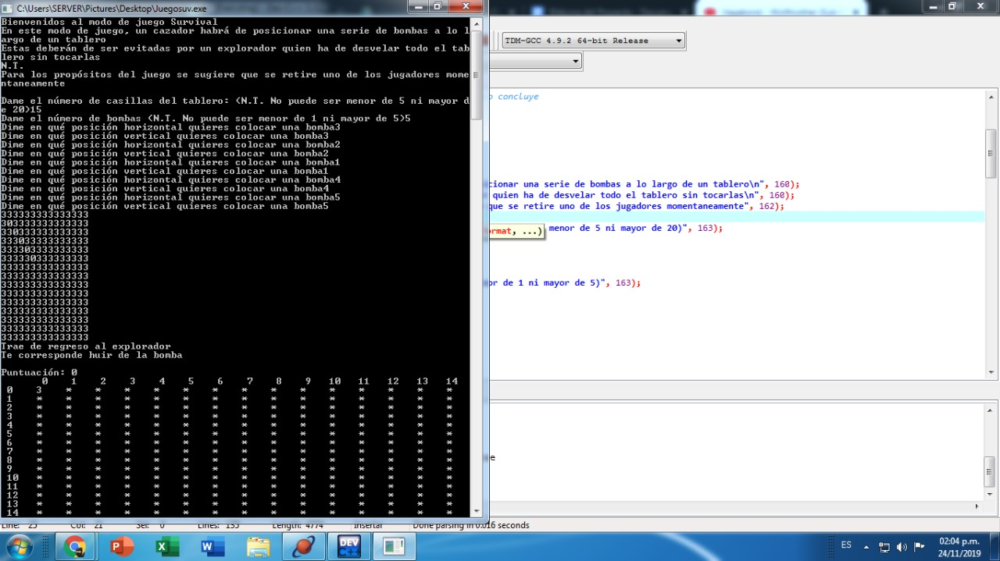 C:\Users\SERVER\Pictures\Desktop\Juegosuv.exe
Bienvenidos al modo de juego Survival
En este modo de juego, un cazador habrá de posicionar una serie de bombas a lo l
argo de un tablero
Estas deberán de ser evitadas por un explorador quien ha de desvelar todo el tab
lero sin tocarlas
N.T.
Para los propósitos del juego se sugiere que se retire uno de los jugadores mome
ntaneamente
Dame el número de casillas del tablero: (N.T. No puede ser menor de 5 ni mayor d
e 20)15
Dame el número de bombas (N.T. No puede ser menor de 1 ni mayor de 5)5
Dime en qué posición horizontal quieres colocar una bomba3
Dime en qué posición vertical quieres colocar una bomba3
Dime en qué posición horizontal quieres colocar una bomba2
Dime en qué posición vertical quieres colocar una bomba2
Dime en qué posición horizontal quieres colocar una bomba1
Dime en qué posición vertical quieres colocar una bomba1
Dime en qué posición horizontal quieres colocar una bomba4
Dime en qué posición vertical quieres colocar una bomba4
Dime en qué posición horizontal quieres colocar una bomba5
Dime en qué posición vertical quieres colocar una bomba5
333333333333333
303333333333333
330333333333333
333033333333333
333303333333333
333330333333333
333333333333333
333333333333333
333333333333333
333333333333333
333333333333333
333333333333333
333333333333333
333333333333333
333333333333333
Trae de regreso al explorador
Te corresponde huir de la bomba
Puntuación: 0
0 1 2 3 4 5 6 7 8 9 10 11 12 13 14
0 3 * * * * * * * * * * * * * *
1 * * * * * * * * * * * * * * *
2 * * * * * * * * * * * * * * *
3 * * * * * * * * * * * * * * *
4 * * * * * * * * * * * * * * *
5 * * * * * * * * * * * * * * *
6 * * * * * * * * * * * * * * *
7 * * * * * * * * * * * * * * *
8 * * * * * * * * * * * * * * *
9 * * * * * * * * * * * * * * *
10 * * * * * * * * * * * * * * *
11 * * * * * * * * * * * * * * *
12 * * * * * * * * * * * * * * *
13 * * * * * * * * * * * * * * *
14 * * * * * * * * * * * * * * *
TDM-GCC 4.9.2 64-bit Release
o concluye
cionar una serie de bombas a lo largo de un tablero\n", 160);
quien ha de desvelar todo el tablero sin tocarlas\n", 160);
que se retire uno de los jugadores momentaneamente", 162);
ormat, ...) menor de 5 ni mayor de 20)", 163);
or de 1 ni mayor de 5)", 163);
e
Line: 25 Col: 21 Sel: 0 Lines: 135 Length: 4774 Insertar Done parsing in 0.016 seconds
DEV
C++
ES
02:04 p.m.
24/11/2019